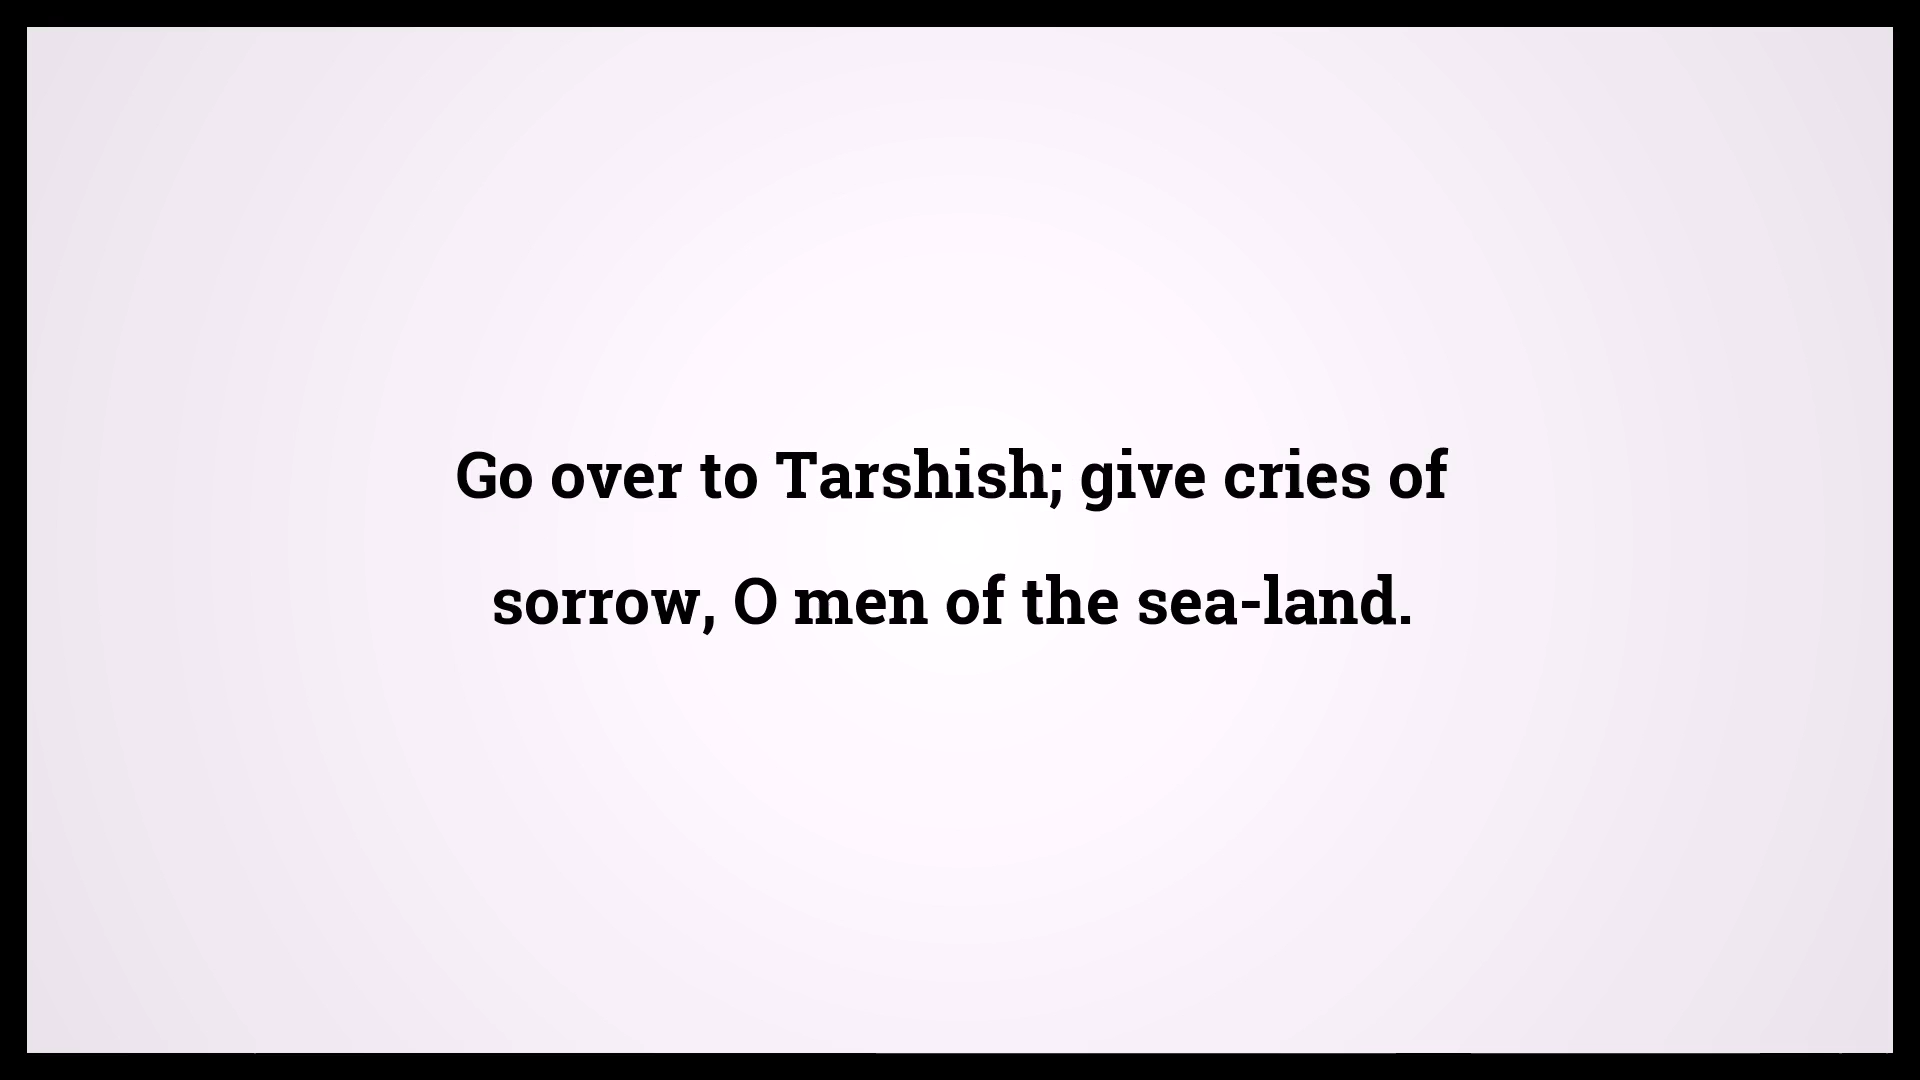 Go over to Tarshish; give cries of
sorrow, O men of the sea-land.